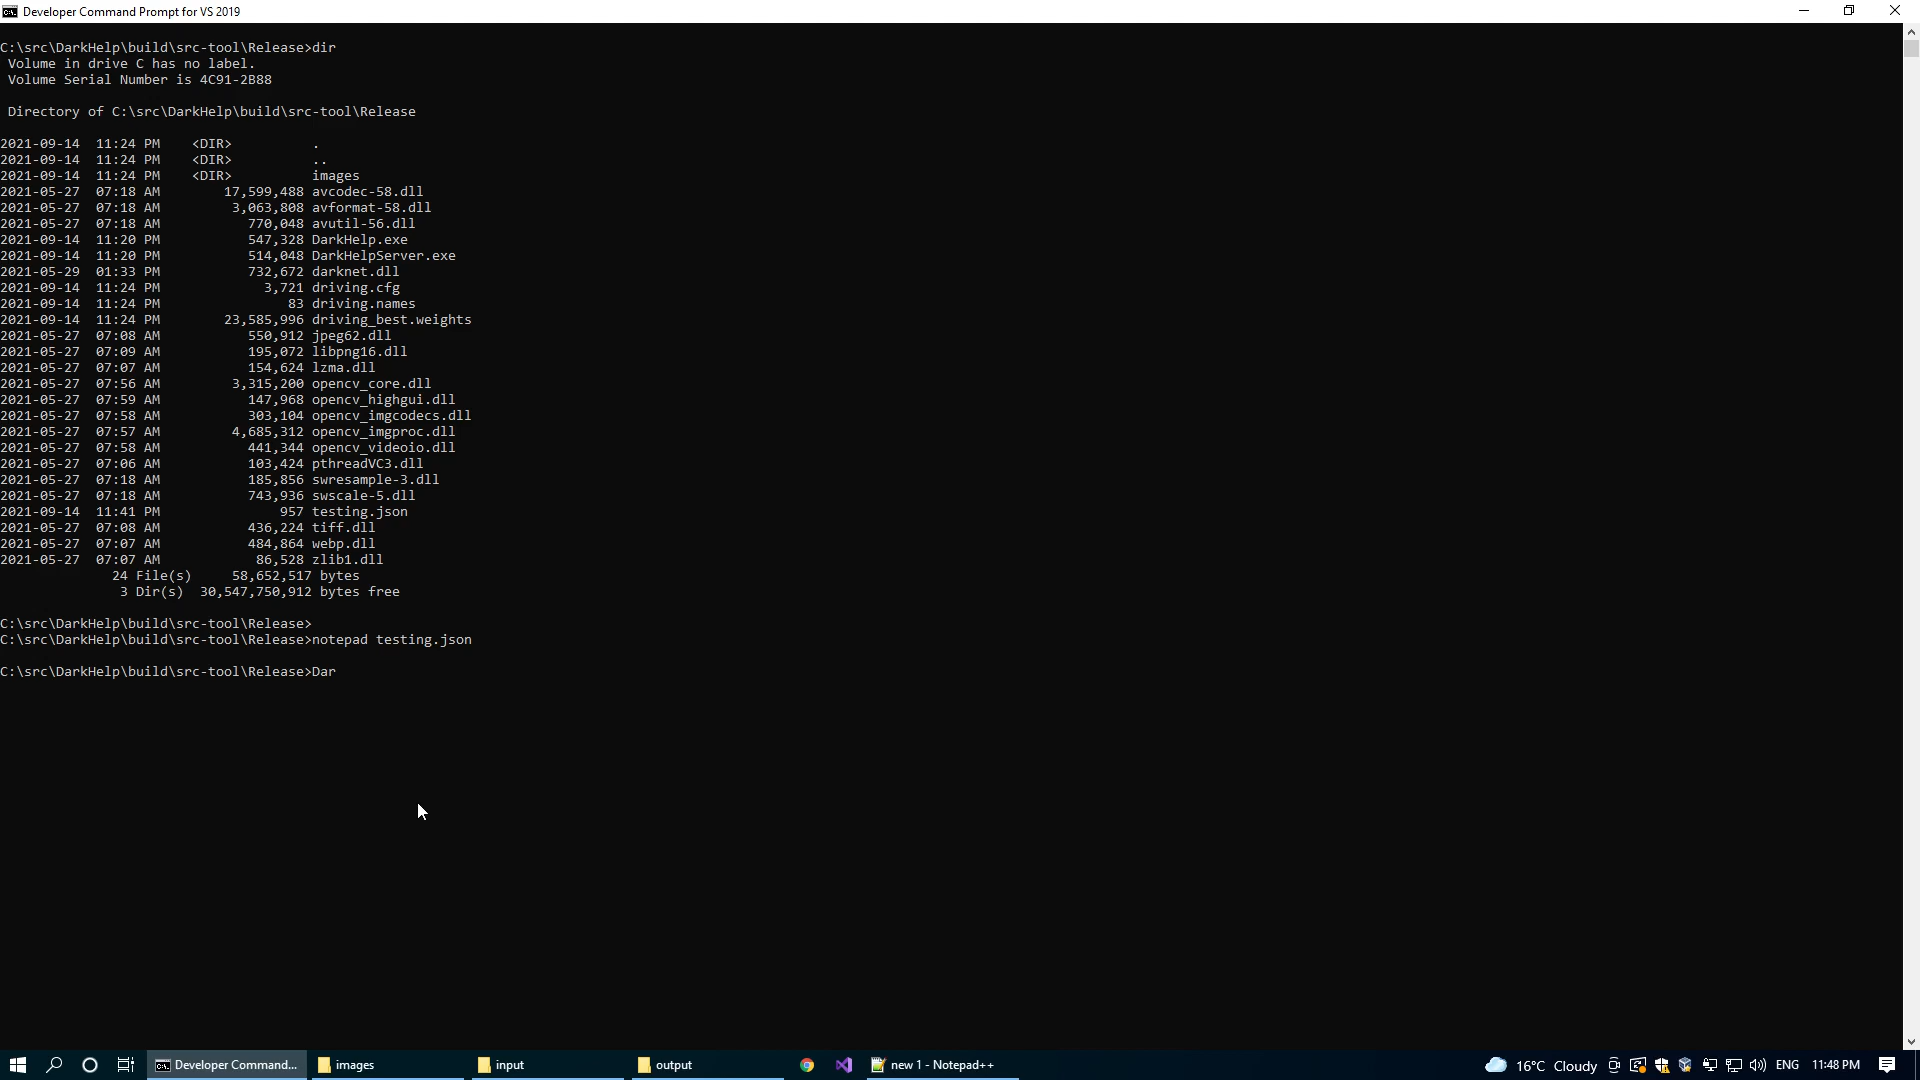 Developer Command Prompt for VS 2019
C:\src\DarkHelp\build\src-tool\Release>dir
Volume in drive C has no label.
Volume Serial Number is 4C91-2B88
Directory of C:\src\DarkHelp\build\src-tool\Release
2021-09-14  11:24 PM    <DIR>          .
2021-09-14  11:24 PM    <DIR>          ..
2021-09-14  11:24 PM    <DIR>          images
2021-05-27  07:18 AM        17,599,488 avcodec-58.dll
2021-05-27  07:18 AM         3,063,808 avformat-58.dll
2021-05-27  07:18 AM           770,048 avutil-56.dll
2021-09-14  11:20 PM           547,328 DarkHelp.exe
2021-09-14  11:20 PM           514,048 DarkHelpServer.exe
2021-05-29  01:33 PM           732,672 darknet.dll
2021-09-14  11:24 PM             3,721 driving.cfg
2021-09-14  11:24 PM                83 driving.names
2021-09-14  11:24 PM        23,585,996 driving_best.weights
2021-05-27  07:08 AM           550,912 jpeg62.dll
2021-05-27  07:09 AM           195,072 libpng16.dll
2021-05-27  07:07 AM           154,624 lzma.dll
2021-05-27  07:56 AM         3,315,200 opencv_core.dll
2021-05-27  07:59 AM           147,968 opencv_highgui.dll
2021-05-27  07:58 AM           303,104 opencv_imgcodecs.dll
2021-05-27  07:57 AM         4,685,312 opencv_imgproc.dll
2021-05-27  07:58 AM           441,344 opencv_videoio.dll
2021-05-27  07:06 AM           103,424 pthreadVC3.dll
2021-05-27  07:18 AM           185,856 swresample-3.dll
2021-05-27  07:18 AM           743,936 swscale-5.dll
2021-09-14  11:41 PM               957 testing.json
2021-05-27  07:08 AM           436,224 tiff.dll
2021-05-27  07:07 AM           484,864 webp.dll
2021-05-27  07:07 AM            86,528 zlib1.dll
24 File(s)     58,652,517 bytes
3 Dir(s)  30,547,750,912 bytes free
C:\src\DarkHelp\build\src-tool\Release>
C:\src\DarkHelp\build\src-tool\Release>notepad testing.json
C:\src\DarkHelp\build\src-tool\Release>Dar
Developer Command... images input output new 1 - Notepad++ 16°C Cloudy ENG 11:48 PM